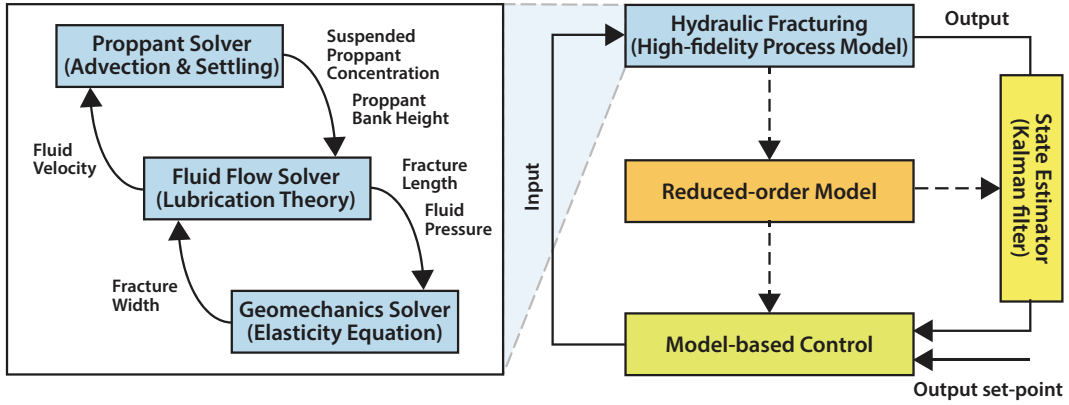 Proppant Solver
(Advection & Settling)
Suspended
Proppant
Concentration
Proppant
Bank Height
Fluid
Velocity
Fluid Flow Solver
(Lubrication Theory)
Fracture
Length
Fluid
Pressure
Fracture
Width
Geomechanics Solver
(Elasticity Equation)
Hydraulic Fracturing
(High-fidelity Process Model)
Output
Input
Reduced-order Model
State Estimator
(Kalman filter)
Model-based Control
Output set-point